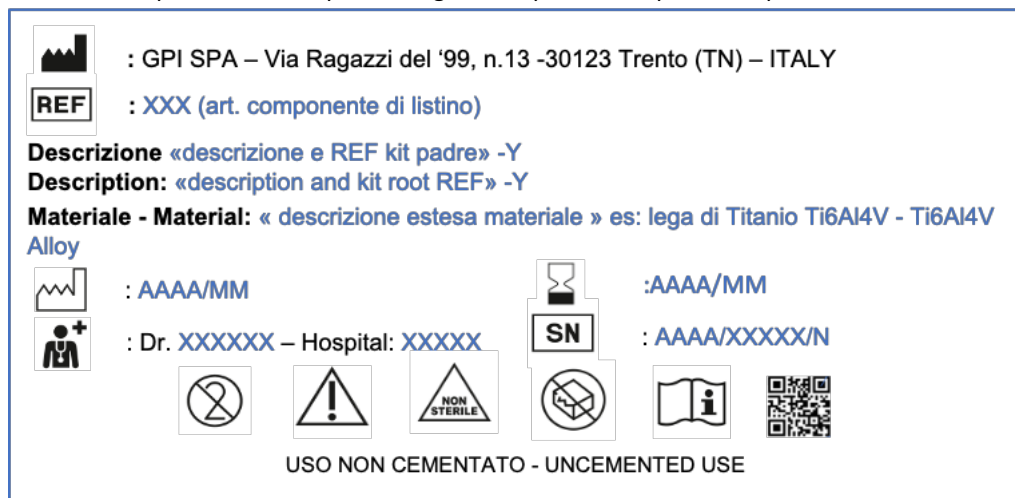 : GPI SPA – Via Ragazzi del ‘99, n.13 -30123 Trento (TN) – ITALY
REF : XXX (art. componente di listino)
Descrizione «descrizione e REF kit padre» -Y
Description: «description and kit root REF» -Y
Materiale - Material: « descrizione estesa materiale » es: lega di Titanio Ti6Al4V - Ti6Al4V
Alloy
: AAAA/MM :AAAA/MM
: Dr. XXXXXX – Hospital: XXXXX SN : AAAA/XXXXX/N
2 NON STERILE i
USO NON CEMENTATO - UNCEMENTED USE